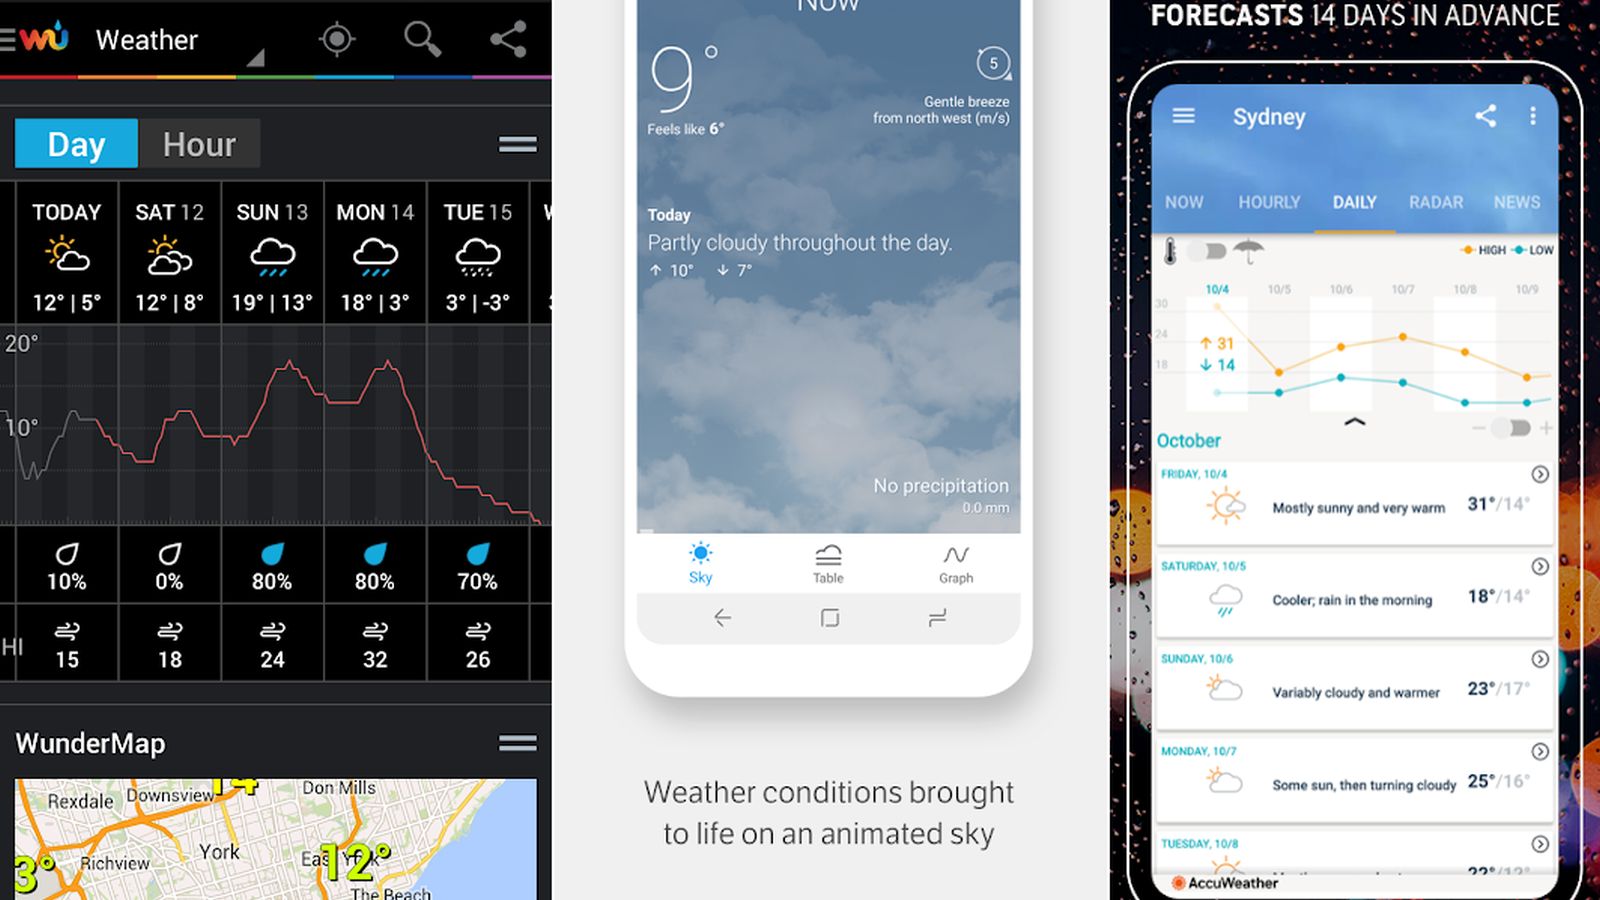 Weather
Day Hour
TODAY SAT 12 SUN 13 MON 14 TUE 15
12° | 5° 12° | 8° 19° | 13° 18° | 3° 3° | -3°
20°
10°
10% 0% 80% 80% 70%
HI 15 18 24 32 26
WunderMap
14
Rexdale Downsview Don Mills
Richview York East York
3° 12°
The Beach
NOW
9°
5
Feels like 6°
Gentle breeze
from north west (m/s)
Today
Partly cloudy throughout the day.
↑ 10° ↓ 7°
No precipitation
0.0 mm
Sky Table Graph
Weather conditions brought
to life on an animated sky
FORECASTS 14 DAYS IN ADVANCE
Sydney
NOW HOURLY DAILY RADAR NEWS
HIGH LOW
10/4 10/5 10/6 10/7 10/8 10/9
30
24
18
↑ 31
↓ 14
October
FRIDAY, 10/4
Mostly sunny and very warm 31°/14°
SATURDAY, 10/5
Cooler; rain in the morning 18°/14°
SUNDAY, 10/6
Variably cloudy and warmer 23°/17°
MONDAY, 10/7
Some sun, then turning cloudy 25°/16°
TUESDAY, 10/8
AccuWeather